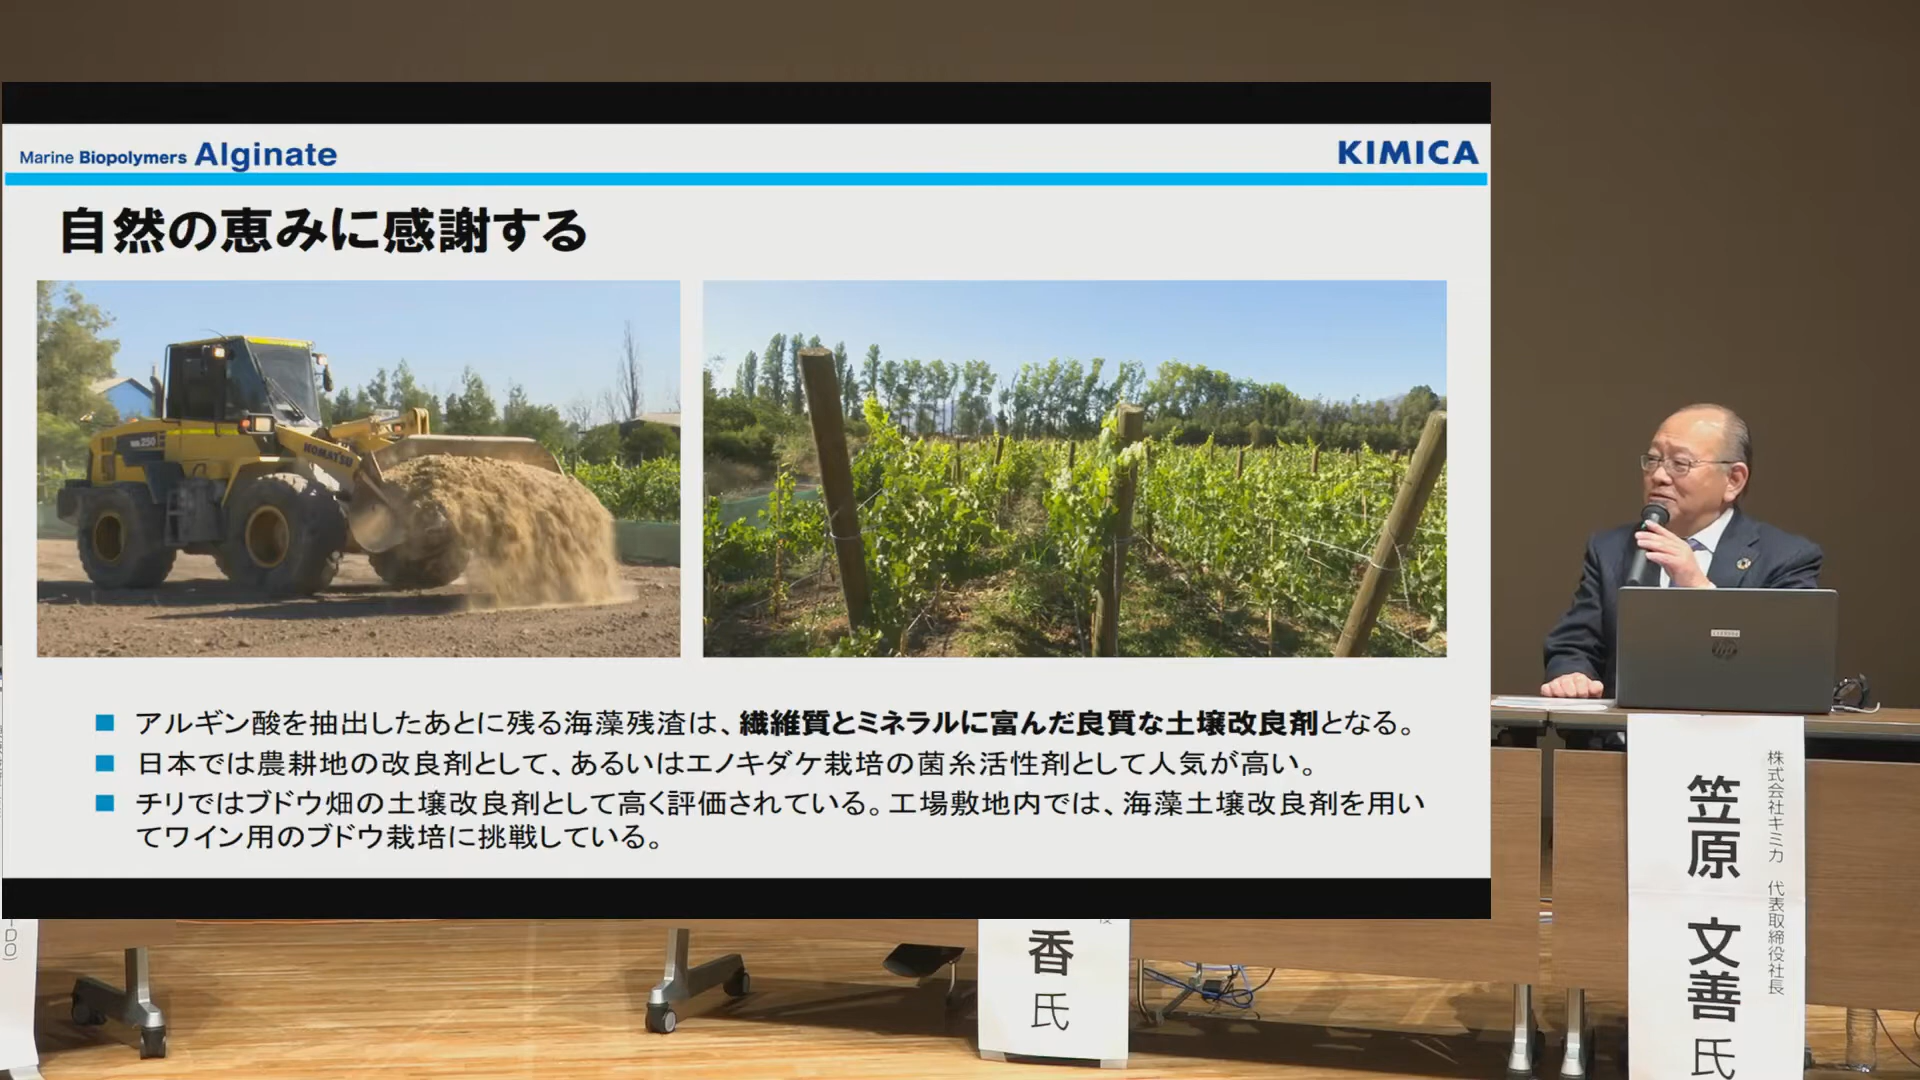 Marine Biopolymers Alginate
KIMICA
自然の恵みに感謝する
KOMATSU
アルギン酸を抽出したあとに残る海藻残渣は、繊維質とミネラルに富んだ良質な土壌改良剤となる。
日本では農耕地の改良剤として、あるいはエノキダケ栽培の菌糸活性剤として人気が高い。
チリではブドウ畑の土壌改良剤として高く評価されている。工場敷地内では、海藻土壌改良剤を用い
てワイン用のブドウ栽培に挑戦している。
株式会社キミカ 代表取締役社長
笠原 文善 氏
香 氏